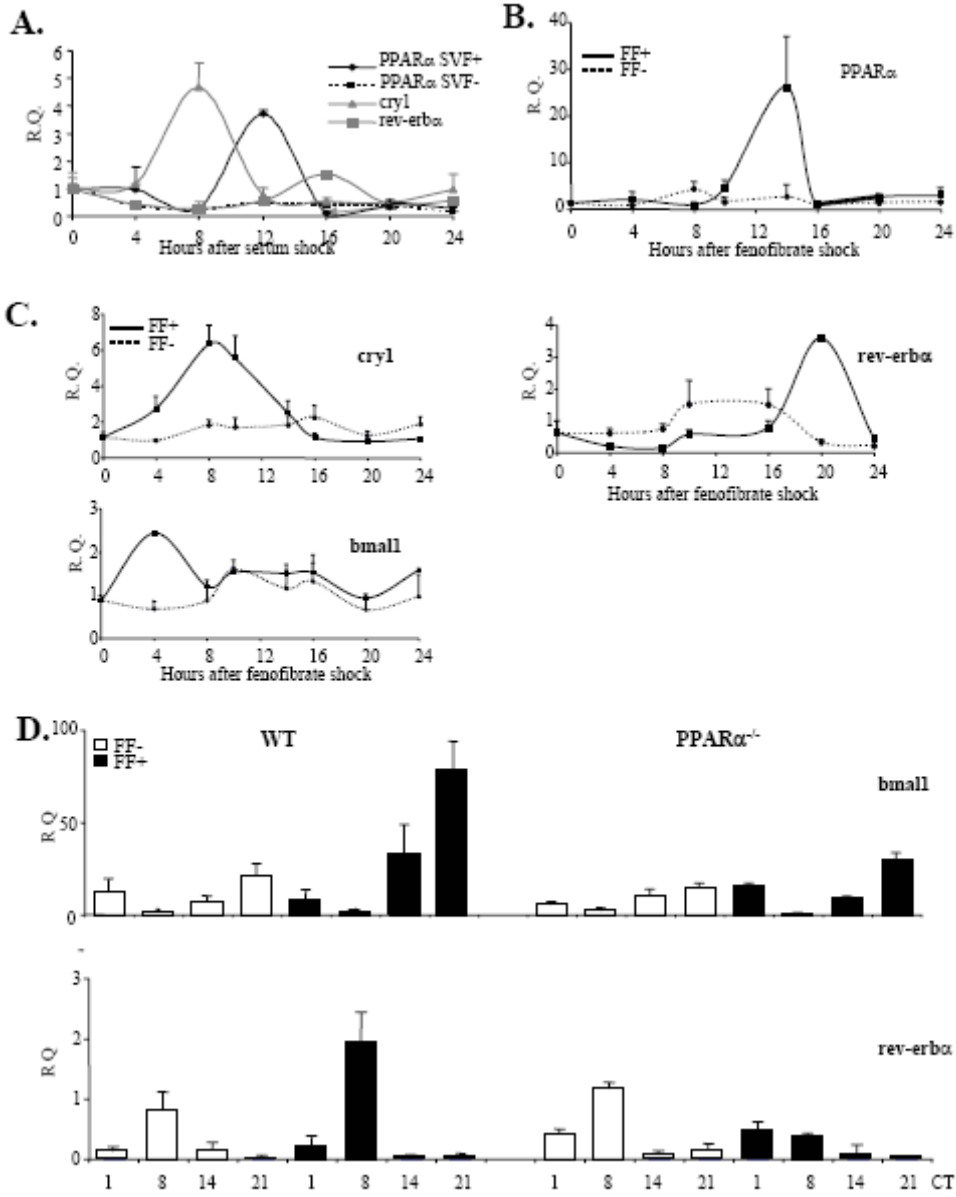 A.
6
5
4
3
2
1
0
R.Q.
PPARα SVF+
PPARα SVF-
cry1
rev-erbα
0 4 8 12 16 20 24
Hours after serum shock
B.
40
30
20
10
0
R.Q.
FF+
FF-
PPARα
0 4 8 12 16 20 24
Hours after fenofibrate shock
C.
8
6
4
2
0
R. Q.
FF+
FF-
cry1
0 4 8 12 16 20 24
4
3
2
1
0
R. Q.
rev-erbα
0 4 8 12 16 20 24
Hours after fenofibrate shock
3
2
1
0
R. Q.
bmal1
0 4 8 12 16 20 24
Hours after fenofibrate shock
D.
100
50
0
R Q
FF-
FF+
WT
PPARα-/-
bmal1
-
3
2
1
0
R Q
rev-erbα
1 8 14 21 1 8 14 21 1 8 14 21 1 8 14 21 CT